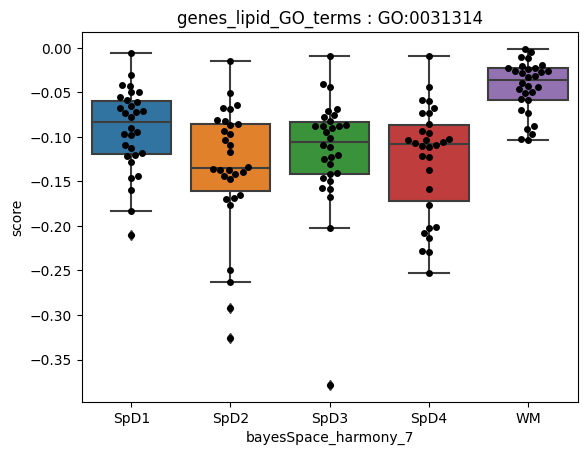 genes_lipid_GO_terms : GO:0031314
0.00
−0.05
−0.10
−0.15
−0.20
−0.25
−0.30
−0.35
score
SpD1 SpD2 SpD3 SpD4 WM
bayesSpace_harmony_7